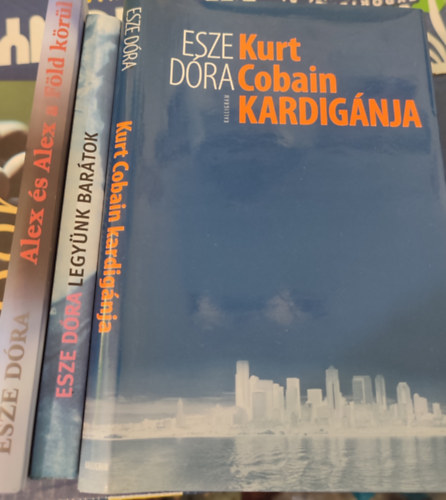 ESZE DÓRA Alex és Alex a Föld körül
ESZE DÓRA LEGYÜNK BARÁTOK
ESZE DÓRA Kurt Cobain kardigánja
ESZE Kurt
DÓRA Cobain
KARDIGÁNJA
KALLIGRAM